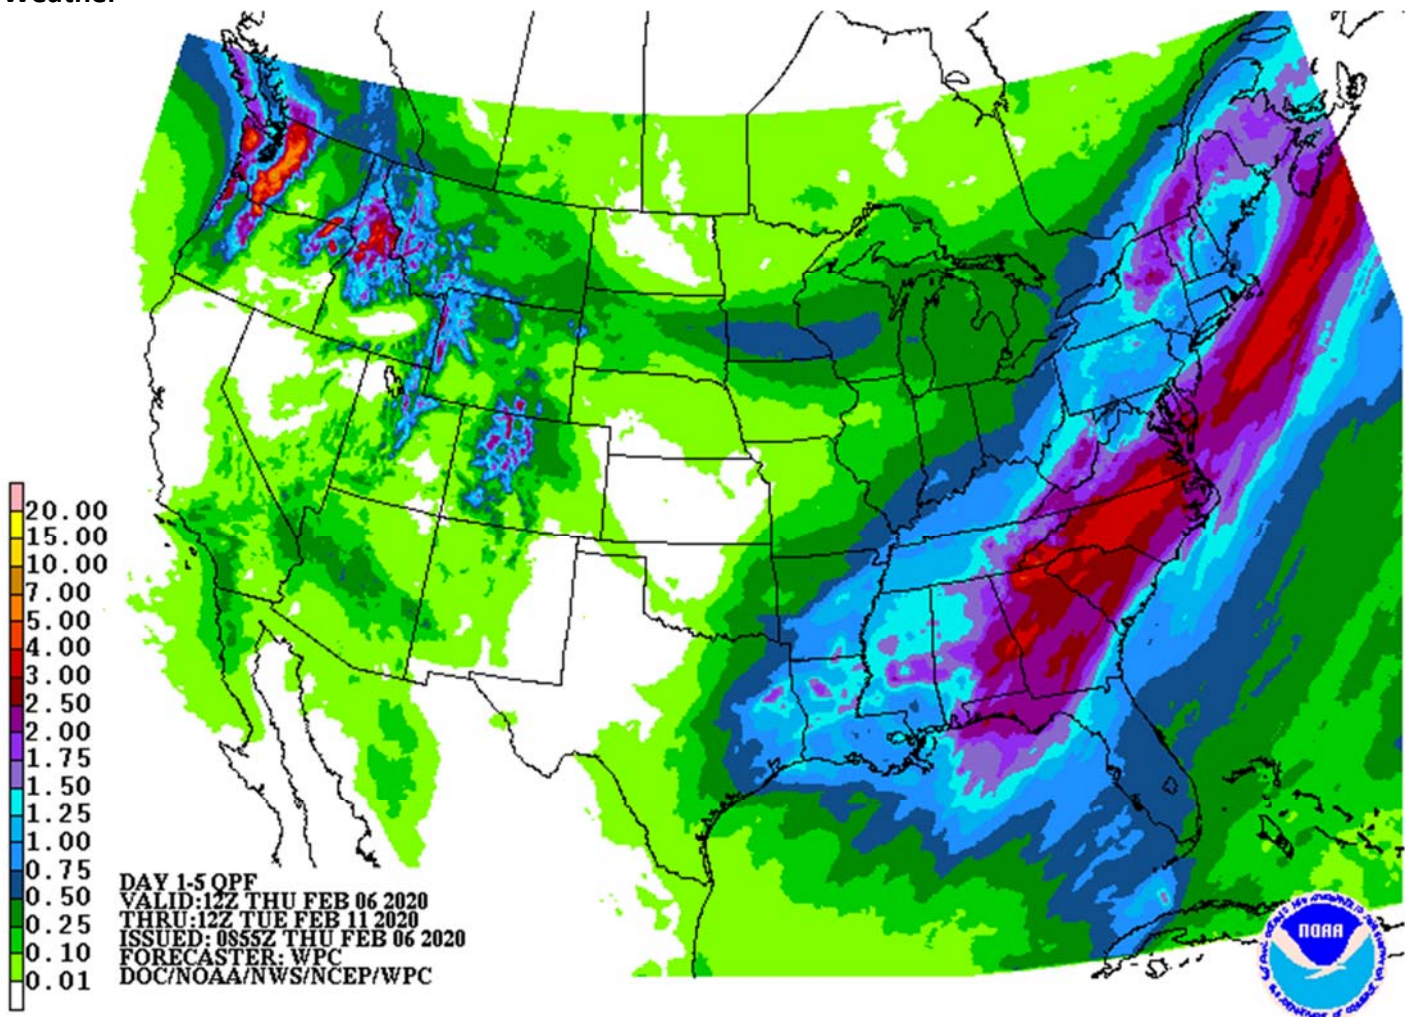 Weather
20.00
15.00
10.00
7.00
5.00
4.00
3.00
2.50
2.00
1.75
1.50
1.25
1.00
0.75
0.50
0.25
0.10
0.01
DAY 1-5 QPF
VALID:12Z THU FEB 06 2020
THRU:12Z TUE FEB 11 2020
ISSUED: 0855Z THU FEB 06 2020
FORECASTER: WPC
DOC/NOAA/NWS/NCEP/WPC
NOAA